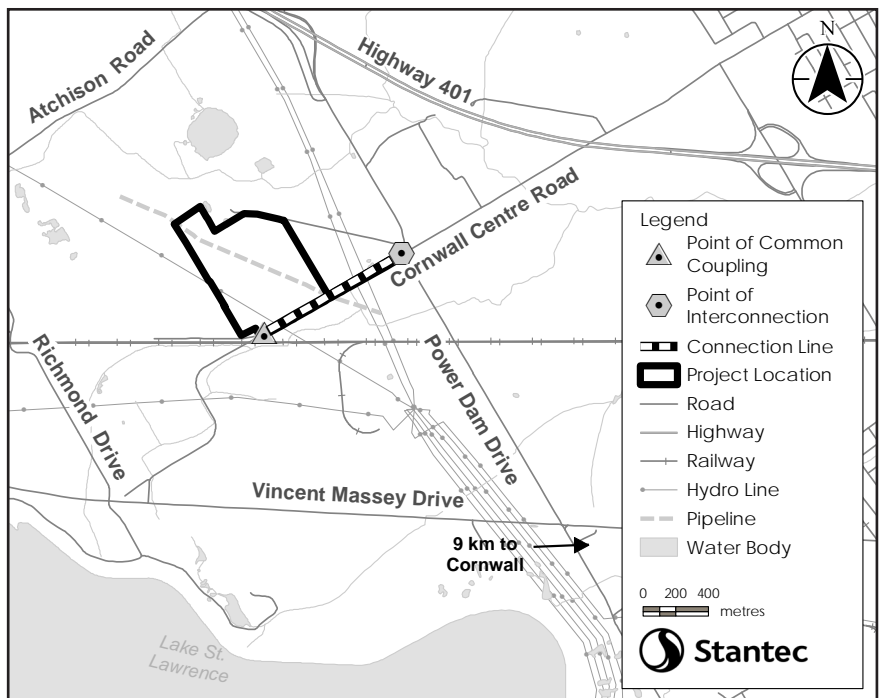 Atchison Road
Highway 401
N
Cornwall Centre Road
Richmond Drive
Power Dam Drive
Vincent Massey Drive
9 km to
Cornwall
Lake St.
Lawrence
Legend
Point of Common
Coupling
Point of
Interconnection
Connection Line
Project Location
Road
Highway
Railway
Hydro Line
Pipeline
Water Body
0 200 400
metres
Stantec